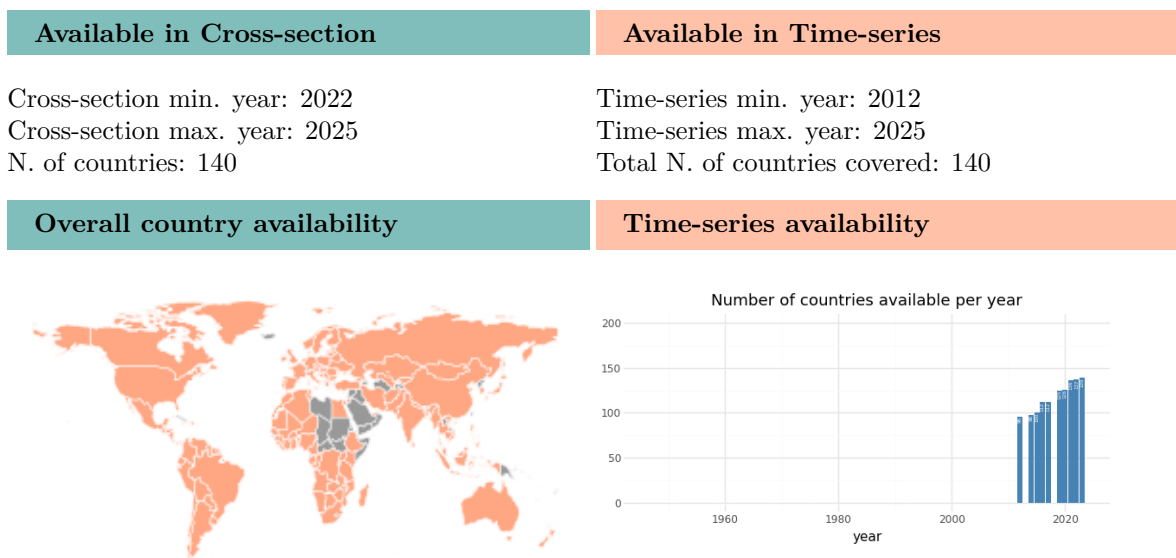 Available in Cross-section
Available in Time-series
Cross-section min. year: 2022
Cross-section max. year: 2025
N. of countries: 140
Time-series min. year: 2012
Time-series max. year: 2025
Total N. of countries covered: 140
Overall country availability
Time-series availability
Number of countries available per year
200
150
100
50
0
1960
1980
2000
2020
year